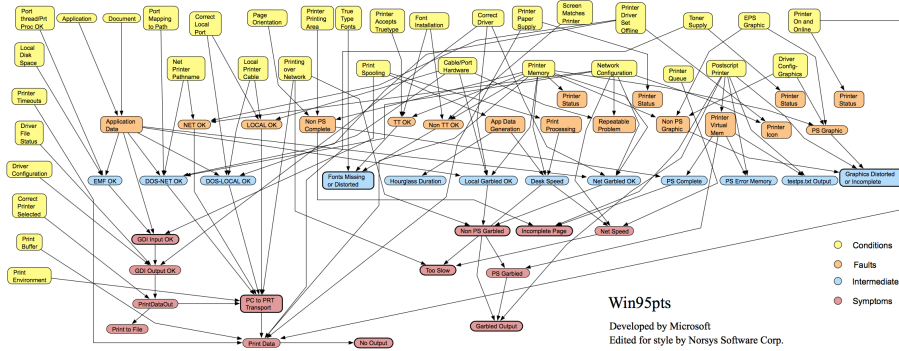 Port
thread/Prt
Proc OK
Application
Document
Port
Mapping
to Path
Correct
Local
Port
Page
Orientation
Printer
Printing
Area
True
Type
Fonts
Printer
Accepts
Truetype
Font
Installation
Screen
Matches
Printer
Correct
Driver
Printer
Paper
Supply
Printer
Driver
Set
Offline
Toner
Supply
EPS
Graphic
Printer
On and
Online
Local
Disk
Space
Net
Printer
Pathname
Local
Printer
Cable
Printing
over
Network
Print
Spooling
Cable/Port
Hardware
Printer
Memory
Network
Configuration
Printer
Queue
Postscript
Printer
Driver
Config-
Graphics
Printer
Timeouts
Printer
Status
Printer
Status
Printer
Status
Driver
File
Status
Application
Data
NET OK
LOCAL OK
Non PS
Complete
TT OK
Non TT OK
App Data
Generation
Print
Processing
Repeatable
Problem
Non PS
Graphic
Printer
Virtual
Mem
Printer
Icon
PS Graphic
Driver
Configuration
EMF OK
DOS-NET OK
DOS-LOCAL OK
Fonts Missing
or Distorted
Hourglass Duration
Local Garbled OK
Desk Speed
Net Garbled OK
PS Complete
PS Error Memory
testps.txt Output
Graphics Distorted
or Incomplete
Correct
Printer
Selected
Print
Buffer
GDI Input OK
Non PS Garbled
Incomplete Page
Net Speed
Print
Environment
GDI Output OK
Too Slow
PS Garbled
PrintDataOut
PC to PRT
Transport
Print to File
Garbled Output
Print Data
No Output
Conditions
Faults
Intermediate
Symptoms
Win95pts
Developed by Microsoft
Edited for style by Norsys Software Corp.